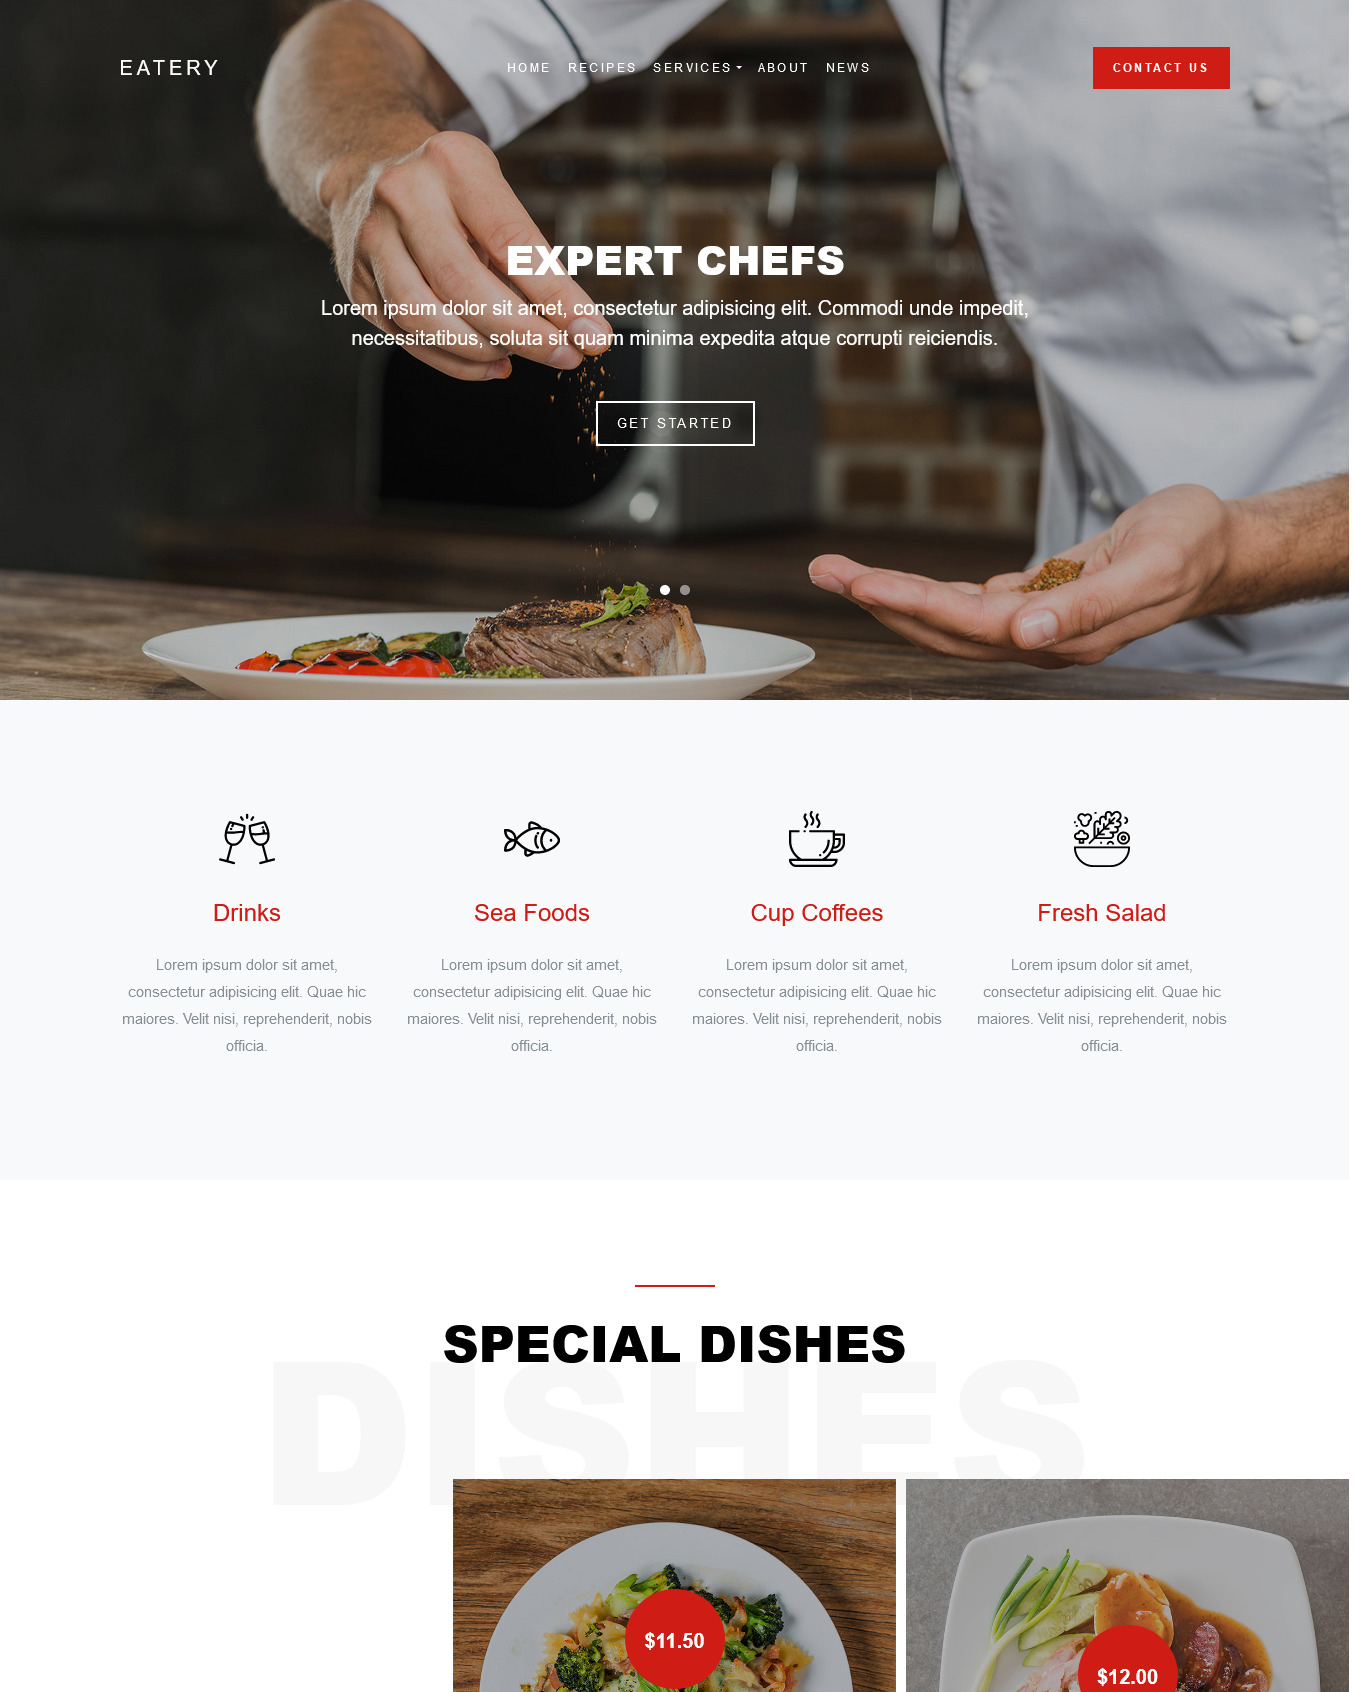 EATERY
HOME RECIPES SERVICES ABOUT NEWS
CONTACT US
EXPERT CHEFS
Lorem ipsum dolor sit amet, consectetur adipisicing elit. Commodi unde impedit,
necessitatibus, soluta sit quam minima expedita atque corrupti reiciendis.
GET STARTED
Drinks
Lorem ipsum dolor sit amet,
consectetur adipisicing elit. Quae hic
maiores. Velit nisi, reprehenderit, nobis
officia.
Sea Foods
Lorem ipsum dolor sit amet,
consectetur adipisicing elit. Quae hic
maiores. Velit nisi, reprehenderit, nobis
officia.
Cup Coffees
Lorem ipsum dolor sit amet,
consectetur adipisicing elit. Quae hic
maiores. Velit nisi, reprehenderit, nobis
officia.
Fresh Salad
Lorem ipsum dolor sit amet,
consectetur adipisicing elit. Quae hic
maiores. Velit nisi, reprehenderit, nobis
officia.
SPECIAL DISHES
DISHES
$11.50
$12.00